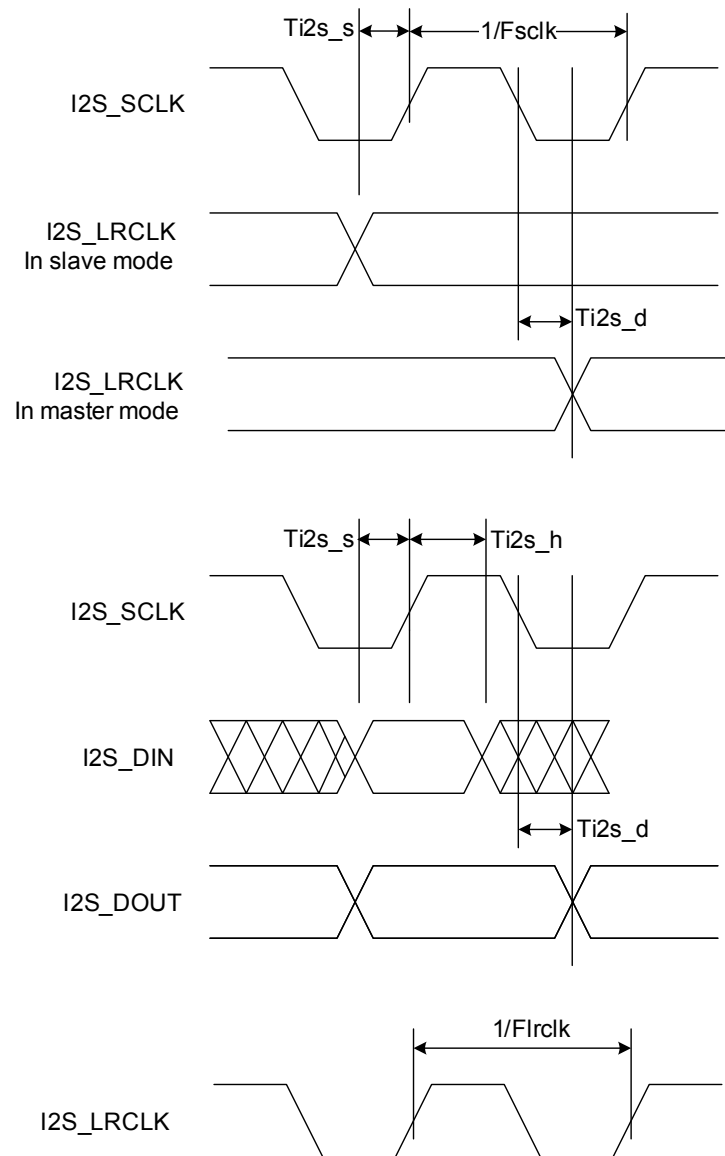 Ti2s_s
1/Fsclk
I2S_SCLK
I2S_LRCLK
In slave mode
Ti2s_d
I2S_LRCLK
In master mode
Ti2s_s
Ti2s_h
I2S_SCLK
I2S_DIN
Ti2s_d
I2S_DOUT
1/Flrclk
I2S_LRCLK